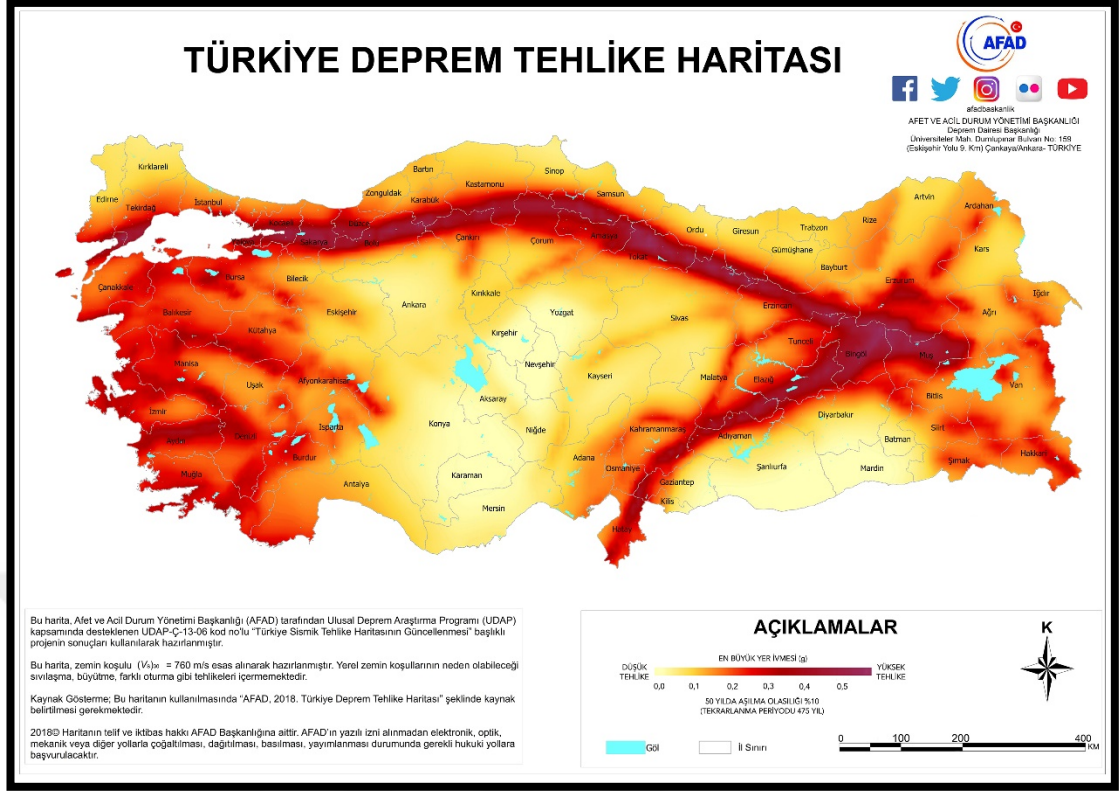 TÜRKİYE DEPREM TEHLİKE HARİTASI
AFAD
afadbaskanlik
AFET VE ACİL DURUM YÖNETİMİ BAŞKANLIĞI
Deprem Dairesi Başkanlığı
Üniversiteler Mah. Dumlupınar Bulvarı No: 159
(Eskişehir Yolu 9. Km) Çankaya/Ankara- TÜRKİYE
Kırklareli
Edirne
Tekirdağ
İstanbul
Kocaeli
Yalova
Sakarya
Düzce
Bolu
Zonguldak
Bartın
Karabük
Kastamonu
Sinop
Samsun
Çankırı
Çorum
Amasya
Tokat
Ordu
Giresun
Trabzon
Gümüşhane
Bayburt
Rize
Artvin
Ardahan
Kars
Iğdır
Ağrı
Erzurum
Erzincan
Çanakkale
Balıkesir
Bursa
Bilecik
Eskişehir
Kütahya
Ankara
Kırıkkale
Kırşehir
Yozgat
Sivas
Tunceli
Bingöl
Muş
Manisa
Uşak
Afyonkarahisar
Nevşehir
Kayseri
Malatya
Elazığ
Bitlis
Van
İzmir
Aydın
Denizli
Isparta
Burdur
Konya
Aksaray
Niğde
Kahramanmaraş
Adıyaman
Diyarbakır
Batman
Siirt
Hakkari
Muğla
Antalya
Karaman
Mersin
Adana
Osmaniye
Gaziantep
Kilis
Hatay
Şanlıurfa
Mardin
Şırnak
Bu harita, Afet ve Acil Durum Yönetimi Başkanlığı (AFAD) tarafından Ulusal Deprem Araştırma Programı (UDAP)
kapsamında desteklenen UDAP-Ç-13-06 kod no'lu "Türkiye Sismik Tehlike Haritasının Güncellenmesi" başlıklı
projenin sonuçları kullanılarak hazırlanmıştır.
Bu harita, zemin koşulu (Vs)30 = 760 m/s esas alınarak hazırlanmıştır. Yerel zemin koşullarının neden olabileceği
sıvılaşma, büyütme, farklı oturma gibi tehlikeleri içermemektedir.
Kaynak Gösterme; Bu haritanın kullanılmasında "AFAD, 2018. Türkiye Deprem Tehlike Haritası" şeklinde kaynak
belirtilmesi gerekmektedir.
2018© Haritanın telif ve iktibas hakkı AFAD Başkanlığına aittir. AFAD'ın yazılı izni alınmadan elektronik, optik,
mekanik veya diğer yollarla çoğaltılması, dağıtılması, basılması, yayımlanması durumunda gerekli hukuki yollara
başvurulacaktır.
AÇIKLAMALAR
EN BÜYÜK YER İVMESİ (g)
DÜŞÜK TEHLİKE
YÜKSEK TEHLİKE
0,0 0,1 0,2 0,3 0,4 0,5
50 YILDA AŞILMA OLASILIĞI %10
(TEKRARLANMA PERİYODU 475 YIL)
Göl
İl Sınırı
K
0 100 200 400
KM